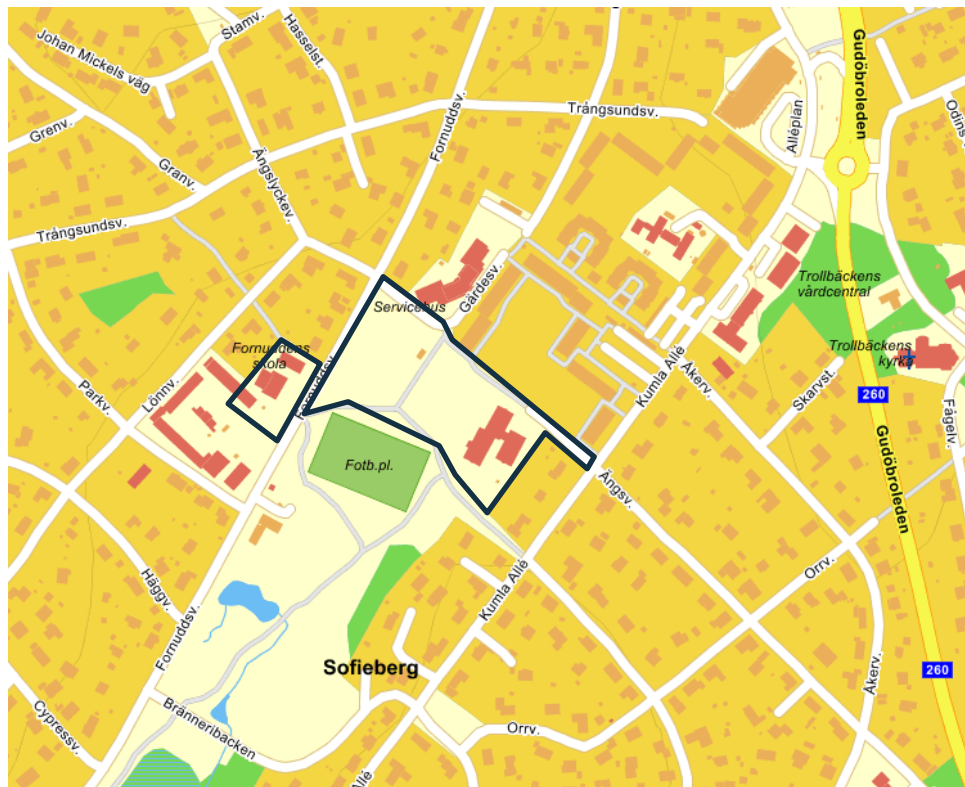 Stamv.
Hasselst.
Johan Mickels väg
Grenv.
Granv.
Ängslyckev.
Fornuddsv.
Trångsundsv.
Alléplan
Gudöbroleden
Odins
Trångsundsv.
Servicehus
Gärdesv.
Trollbäckens
vårdcentral
Fornuddens
skola
Fornuddsv.
Trollbäckens
kyrka
Parkv.
Lönnv.
Kumla Allé
Åkerv.
Skarvst.
260
Fågelv.
Fotb.pl.
Ängsv.
Gudöbroleden
Häggv.
Fornuddsv.
Kumla Allé
Orrv.
Sofieberg
260
Åkerv.
Cypressv.
Bränneribacken
Orrv.
Allé